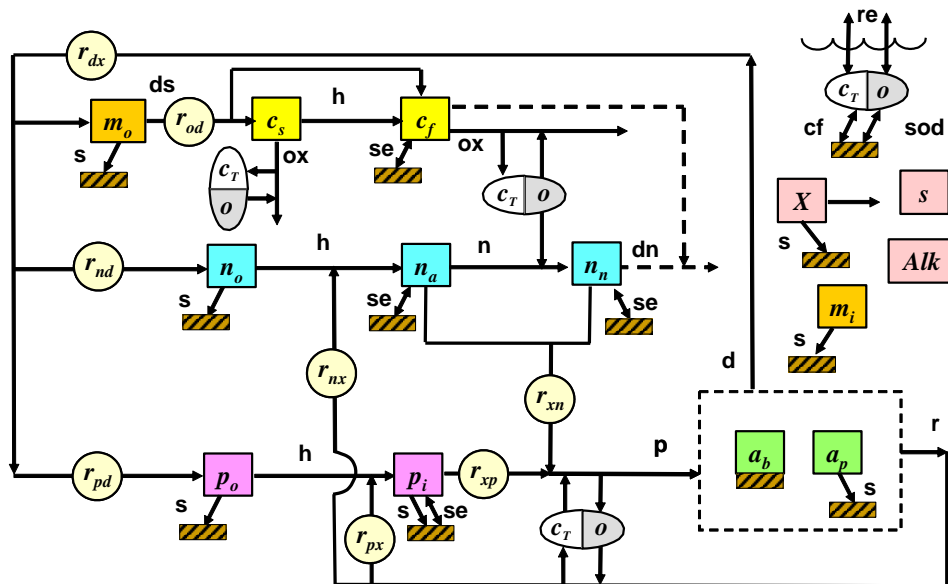 re
r_dx
ds
h
c_T o
m_o
r_od
c_s
c_f
cf
sod
s
ox
se
ox
c_T
o
c_T o
X
s
s
h
n
dn
Alk
r_nd
n_o
n_a
n_n
s
se
se
m_i
s
r_nx
d
r_xn
h
p
r
a_b
a_p
r_pd
p_o
p_i
r_xp
s
s
se
s
r_px
c_T o